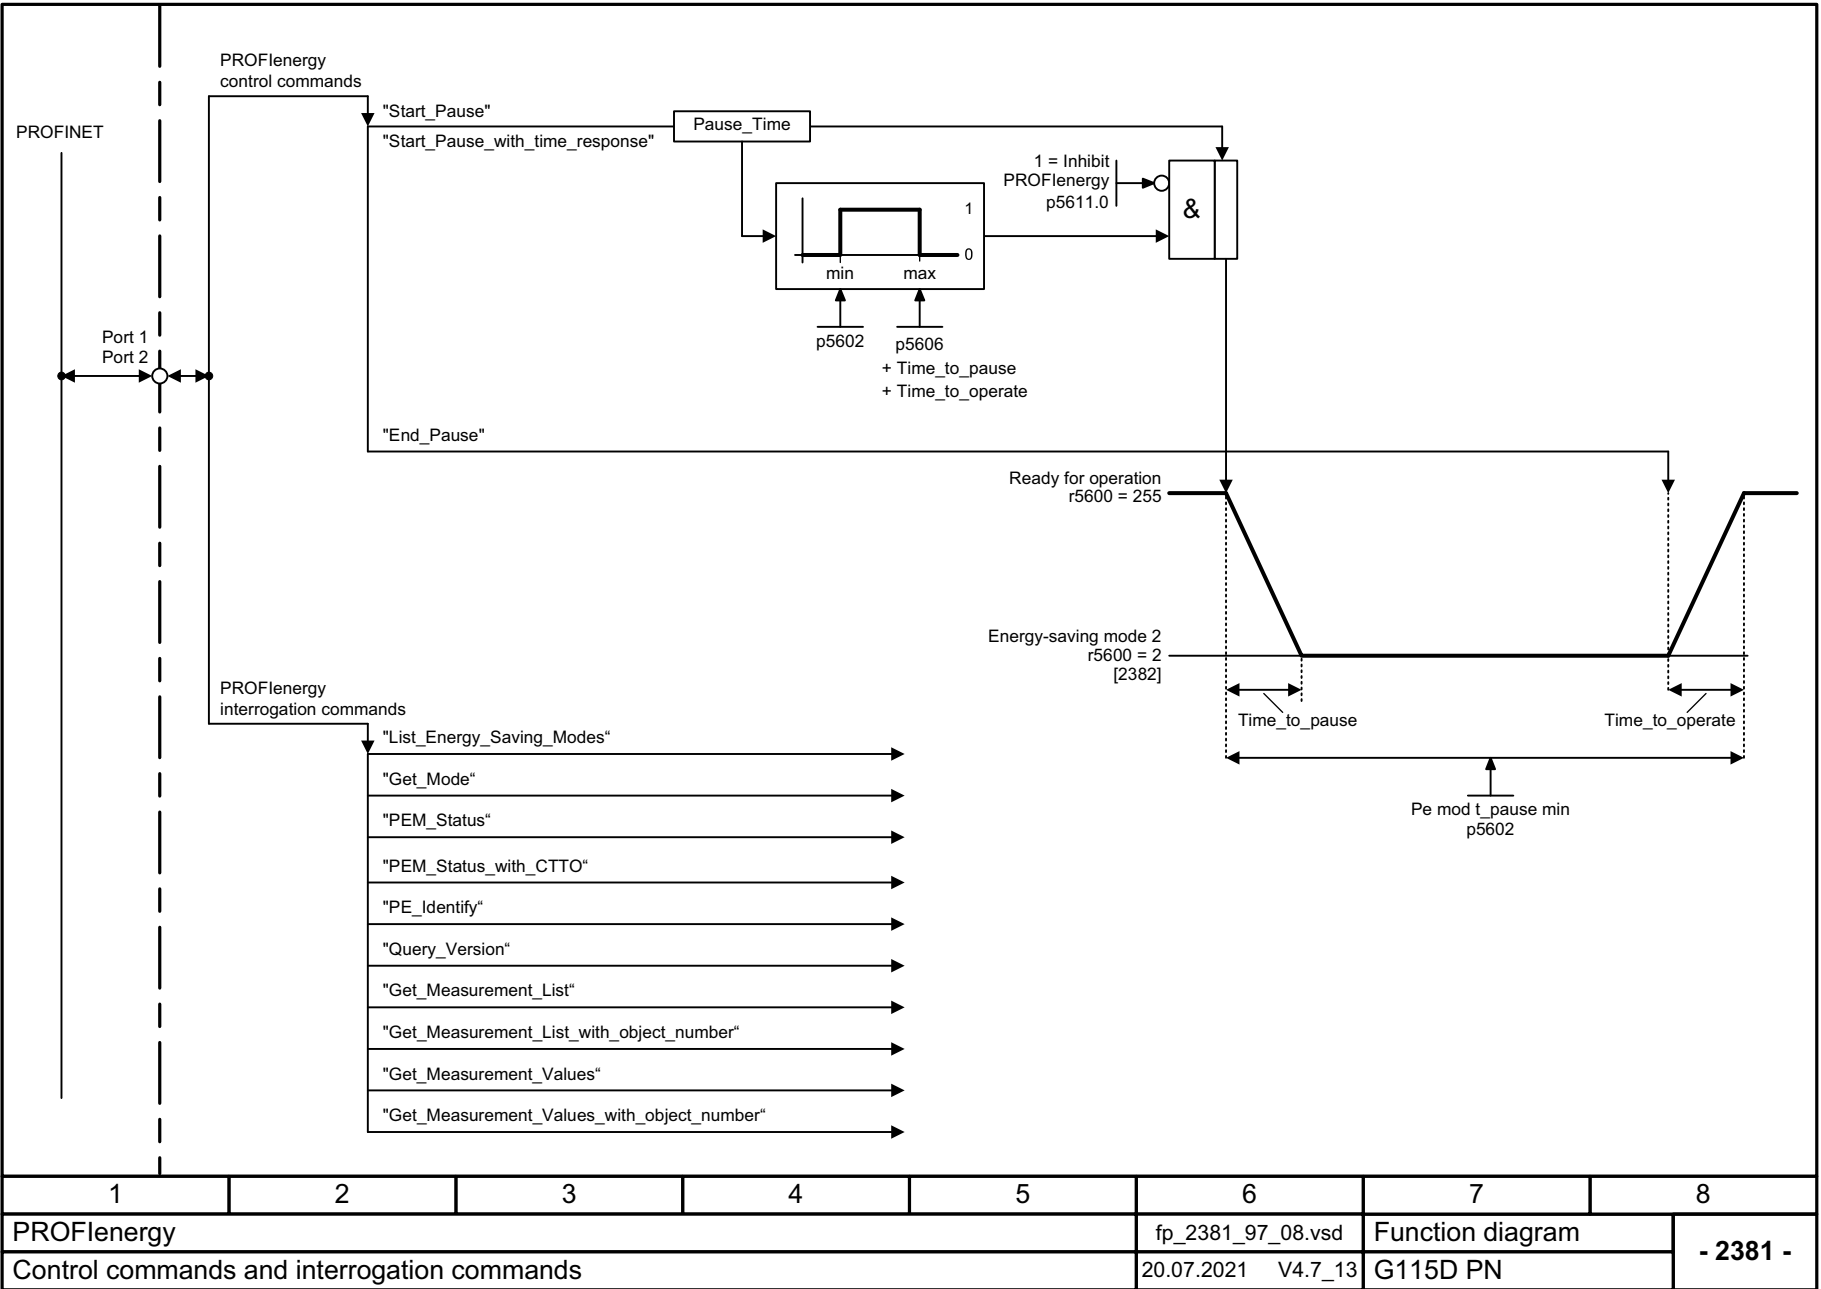 PROFIenergy
control commands
PROFINET
"Start_Pause"
"Start_Pause_with_time_response"
Pause_Time
1 = Inhibit
PROFIenergy
p5611.0
&
1
0
min
max
p5602
p5606
+ Time_to_pause
+ Time_to_operate
Port 1
Port 2
"End_Pause"
Ready for operation
r5600 = 255
Energy-saving mode 2
r5600 = 2
[2382]
Time_to_pause
Time_to_operate
Pe mod t_pause min
p5602
PROFIenergy
interrogation commands
"List_Energy_Saving_Modes“
"Get_Mode“
"PEM_Status“
"PEM_Status_with_CTTO“
"PE_Identify“
"Query_Version“
"Get_Measurement_List“
"Get_Measurement_List_with_object_number“
"Get_Measurement_Values“
"Get_Measurement_Values_with_object_number“
1 2 3 4 5 6 7 8
PROFIenergy
fp_2381_97_08.vsd
Function diagram
- 2381 -
Control commands and interrogation commands
20.07.2021 V4.7_13
G115D PN